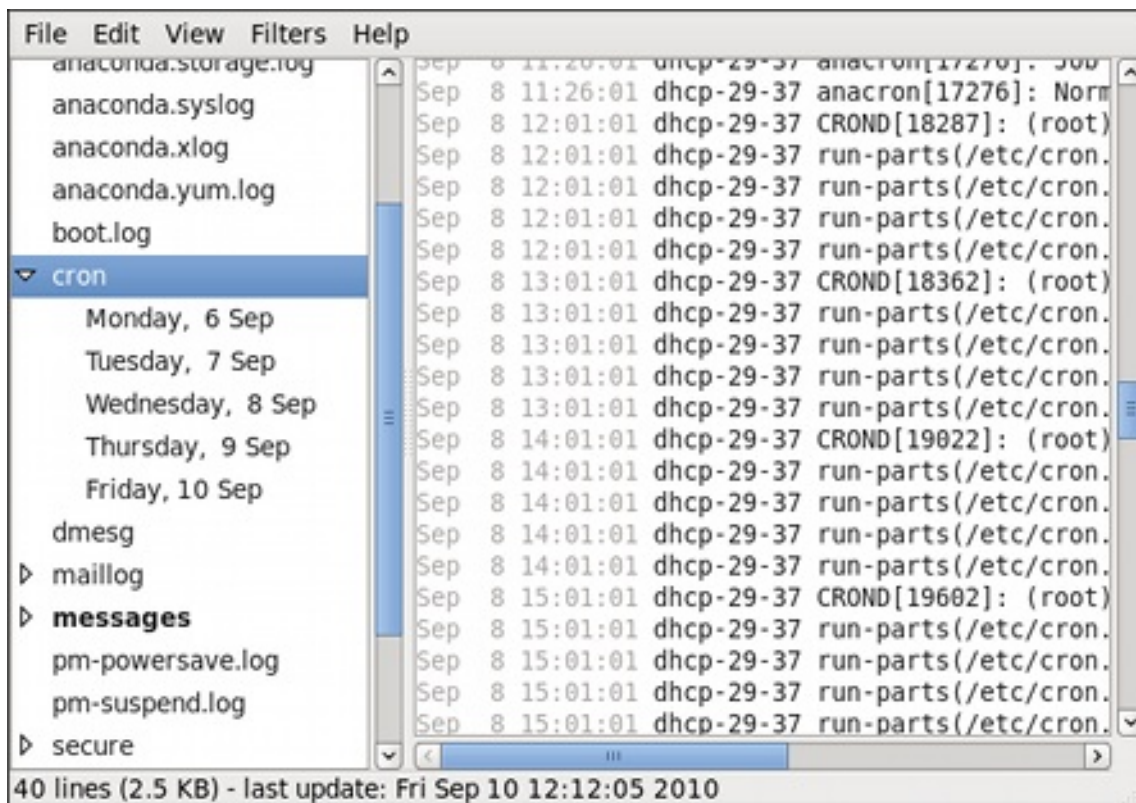 File Edit View Filters Help
anaconda.storage.log
anaconda.syslog
anaconda.xlog
anaconda.yum.log
boot.log
cron
Monday, 6 Sep
Tuesday, 7 Sep
Wednesday, 8 Sep
Thursday, 9 Sep
Friday, 10 Sep
dmesg
maillog
messages
pm-powersave.log
pm-suspend.log
secure
Sep 8 11:26:01 dhcp-29-37 anacron[17276]: Job
Sep 8 11:26:01 dhcp-29-37 anacron[17276]: Norm
Sep 8 12:01:01 dhcp-29-37 CROND[18287]: (root)
Sep 8 12:01:01 dhcp-29-37 run-parts(/etc/cron.
Sep 8 12:01:01 dhcp-29-37 run-parts(/etc/cron.
Sep 8 12:01:01 dhcp-29-37 run-parts(/etc/cron.
Sep 8 12:01:01 dhcp-29-37 run-parts(/etc/cron.
Sep 8 13:01:01 dhcp-29-37 CROND[18362]: (root)
Sep 8 13:01:01 dhcp-29-37 run-parts(/etc/cron.
Sep 8 13:01:01 dhcp-29-37 run-parts(/etc/cron.
Sep 8 13:01:01 dhcp-29-37 run-parts(/etc/cron.
Sep 8 13:01:01 dhcp-29-37 run-parts(/etc/cron.
Sep 8 14:01:01 dhcp-29-37 CROND[19022]: (root)
Sep 8 14:01:01 dhcp-29-37 run-parts(/etc/cron.
Sep 8 14:01:01 dhcp-29-37 run-parts(/etc/cron.
Sep 8 14:01:01 dhcp-29-37 run-parts(/etc/cron.
Sep 8 14:01:01 dhcp-29-37 run-parts(/etc/cron.
Sep 8 15:01:01 dhcp-29-37 CROND[19602]: (root)
Sep 8 15:01:01 dhcp-29-37 run-parts(/etc/cron.
Sep 8 15:01:01 dhcp-29-37 run-parts(/etc/cron.
Sep 8 15:01:01 dhcp-29-37 run-parts(/etc/cron.
Sep 8 15:01:01 dhcp-29-37 run-parts(/etc/cron.
40 lines (2.5 KB) - last update: Fri Sep 10 12:12:05 2010